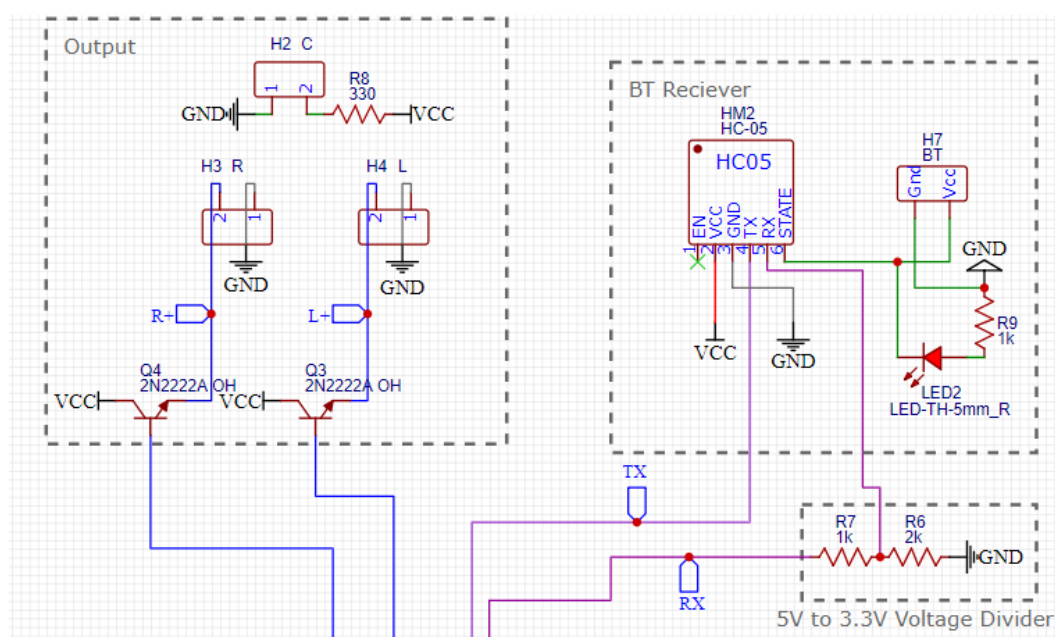 Output
H2 C
1
2
R8
330
GND
VCC
H3 R
2
1
GND
H4 L
2
1
GND
R+
L+
Q4
2N2222A OH
VCC
Q3
2N2222A OH
VCC
BT Reciever
HM2
HC-05
HC05
EN
VCC
GND
TX
RX
STATE
1
2
3
4
5
6
VCC
GND
H7
BT
Gnd
Vcc
GND
R9
1k
LED2
LED-TH-5mm_R
TX
RX
R7
1k
R6
2k
GND
5V to 3.3V Voltage Divider